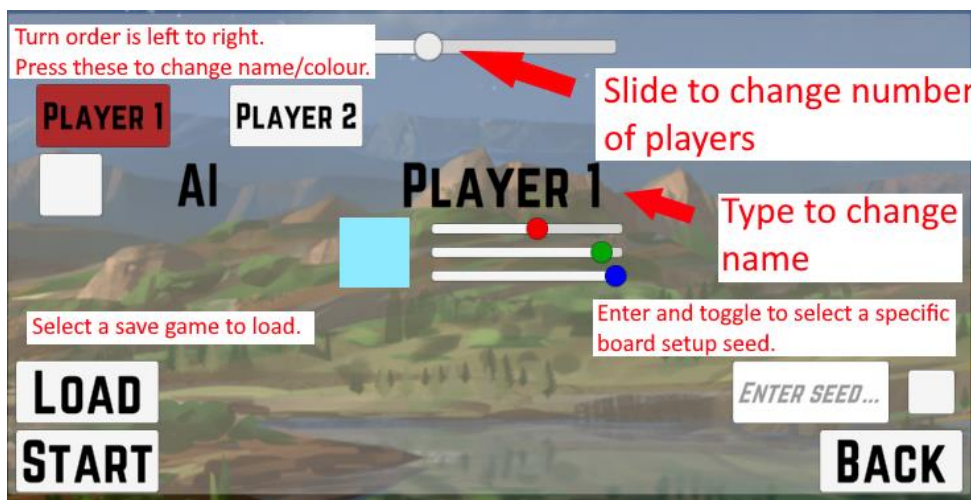 Turn order is left to right.
Press these to change name/colour.
Slide to change number
of players
PLAYER 1
PLAYER 2
AI
PLAYER 1
Type to change
name
Select a save game to load.
Enter and toggle to select a specific
board setup seed.
LOAD
ENTER SEED...
START
BACK